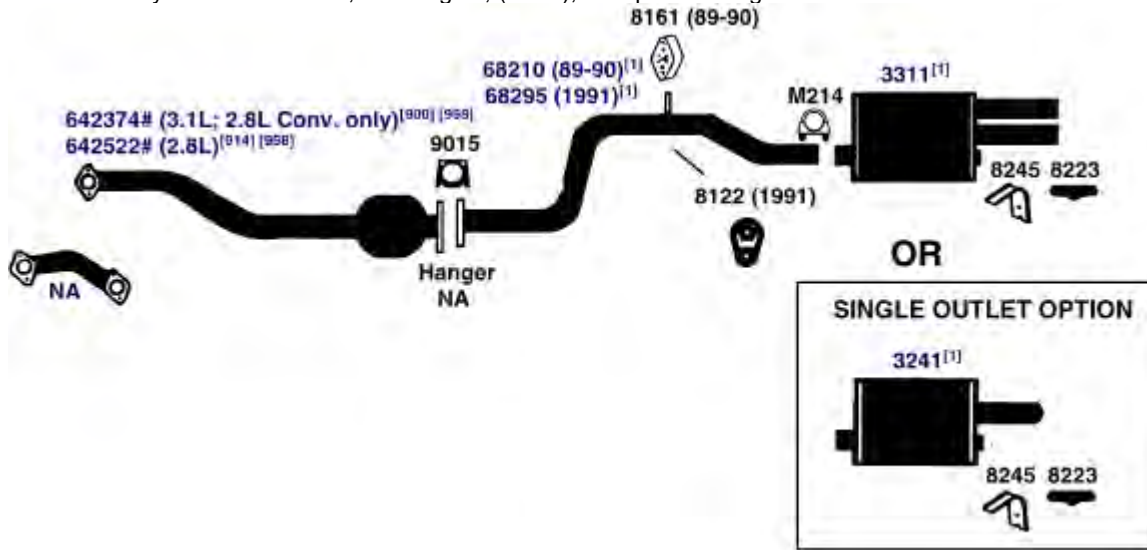 8161 (89-90)
68210 (89-90)[1]
68295 (1991)[1]
3311[1]
M214
642374# (3.1L; 2.8L Conv. only)[900] [959]
642522# (2.8L)[914] [958]
9015
8245 8223
8122 (1991)
Hanger
NA
NA
OR
SINGLE OUTLET OPTION
3241[1]
8245 8223